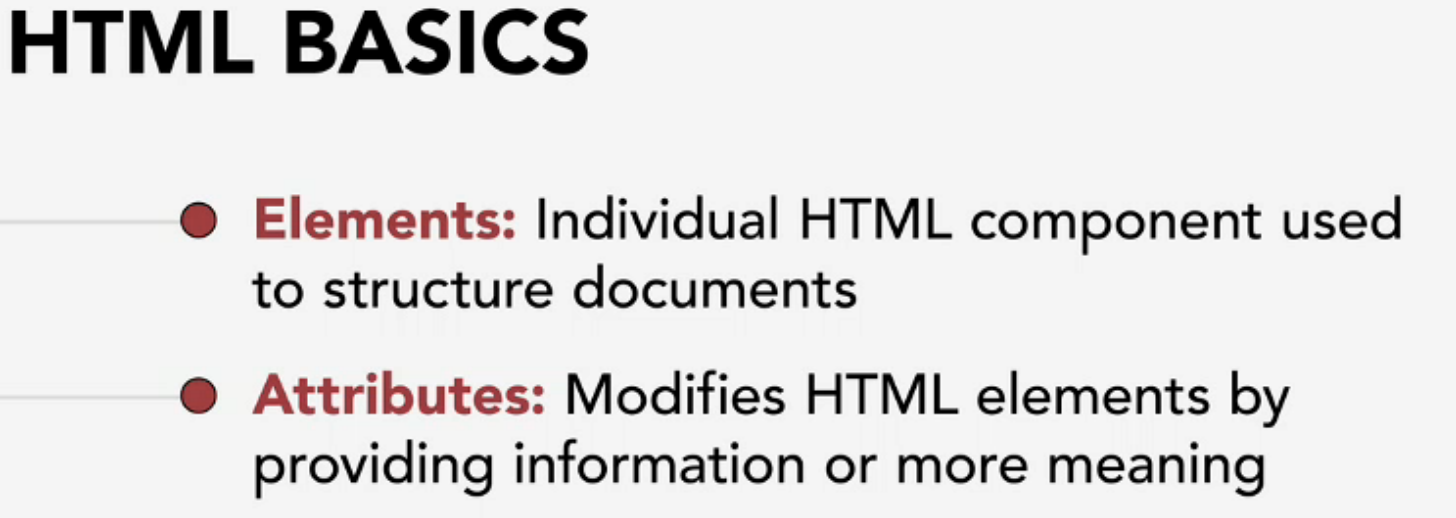 HTML BASICS
Elements: Individual HTML component used
to structure documents
Attributes: Modifies HTML elements by
providing information or more meaning